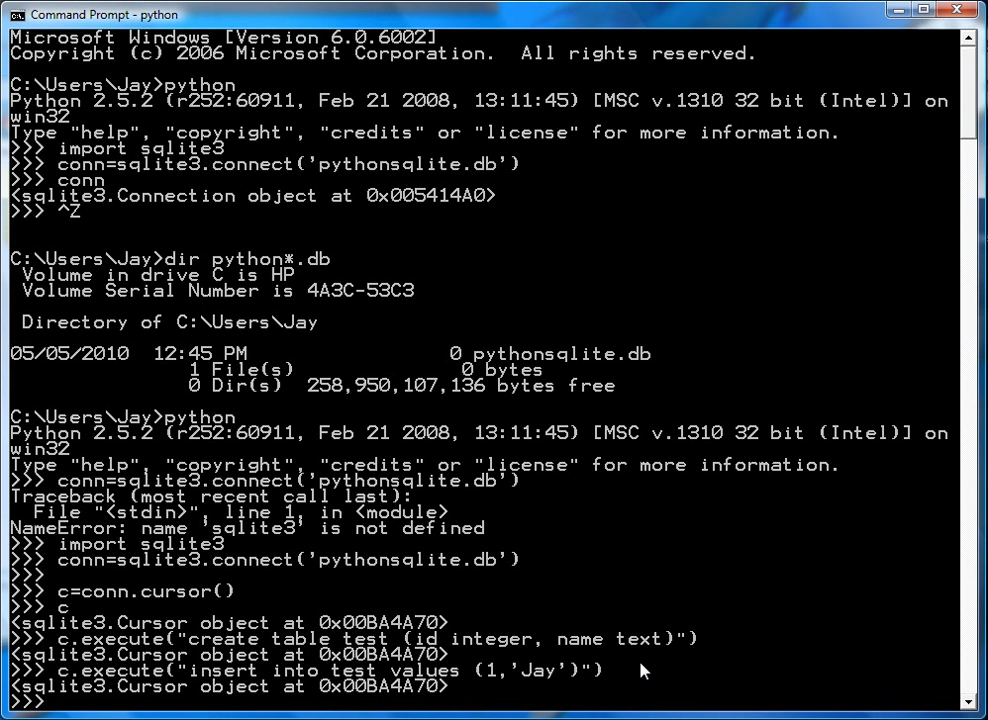 Command Prompt - python
Microsoft Windows [Version 6.0.6002]
Copyright (c) 2006 Microsoft Corporation.  All rights reserved.
C:\Users\Jay>python
Python 2.5.2 (r252:60911, Feb 21 2008, 13:11:45) [MSC v.1310 32 bit (Intel)] on
win32
Type "help", "copyright", "credits" or "license" for more information.
>>> import sqlite3
>>> conn=sqlite3.connect('pythonsqlite.db')
>>> conn
<sqlite3.Connection object at 0x005414A0>
>>> ^Z
C:\Users\Jay>dir python*.db
 Volume in drive C is HP
 Volume Serial Number is 4A3C-53C3
 Directory of C:\Users\Jay
05/05/2010  12:45 PM                 0 pythonsqlite.db
               1 File(s)              0 bytes
               0 Dir(s)  258,950,107,136 bytes free
C:\Users\Jay>python
Python 2.5.2 (r252:60911, Feb 21 2008, 13:11:45) [MSC v.1310 32 bit (Intel)] on
win32
Type "help", "copyright", "credits" or "license" for more information.
>>> conn=sqlite3.connect('pythonsqlite.db')
Traceback (most recent call last):
  File "<stdin>", line 1, in <module>
NameError: name 'sqlite3' is not defined
>>> import sqlite3
>>> conn=sqlite3.connect('pythonsqlite.db')
>>>
>>> c=conn.cursor()
>>> c
<sqlite3.Cursor object at 0x00BA4A70>
>>> c.execute("create table test (id integer, name text)")
<sqlite3.Cursor object at 0x00BA4A70>
>>> c.execute("insert into test values (1,'Jay')")
<sqlite3.Cursor object at 0x00BA4A70>
>>>